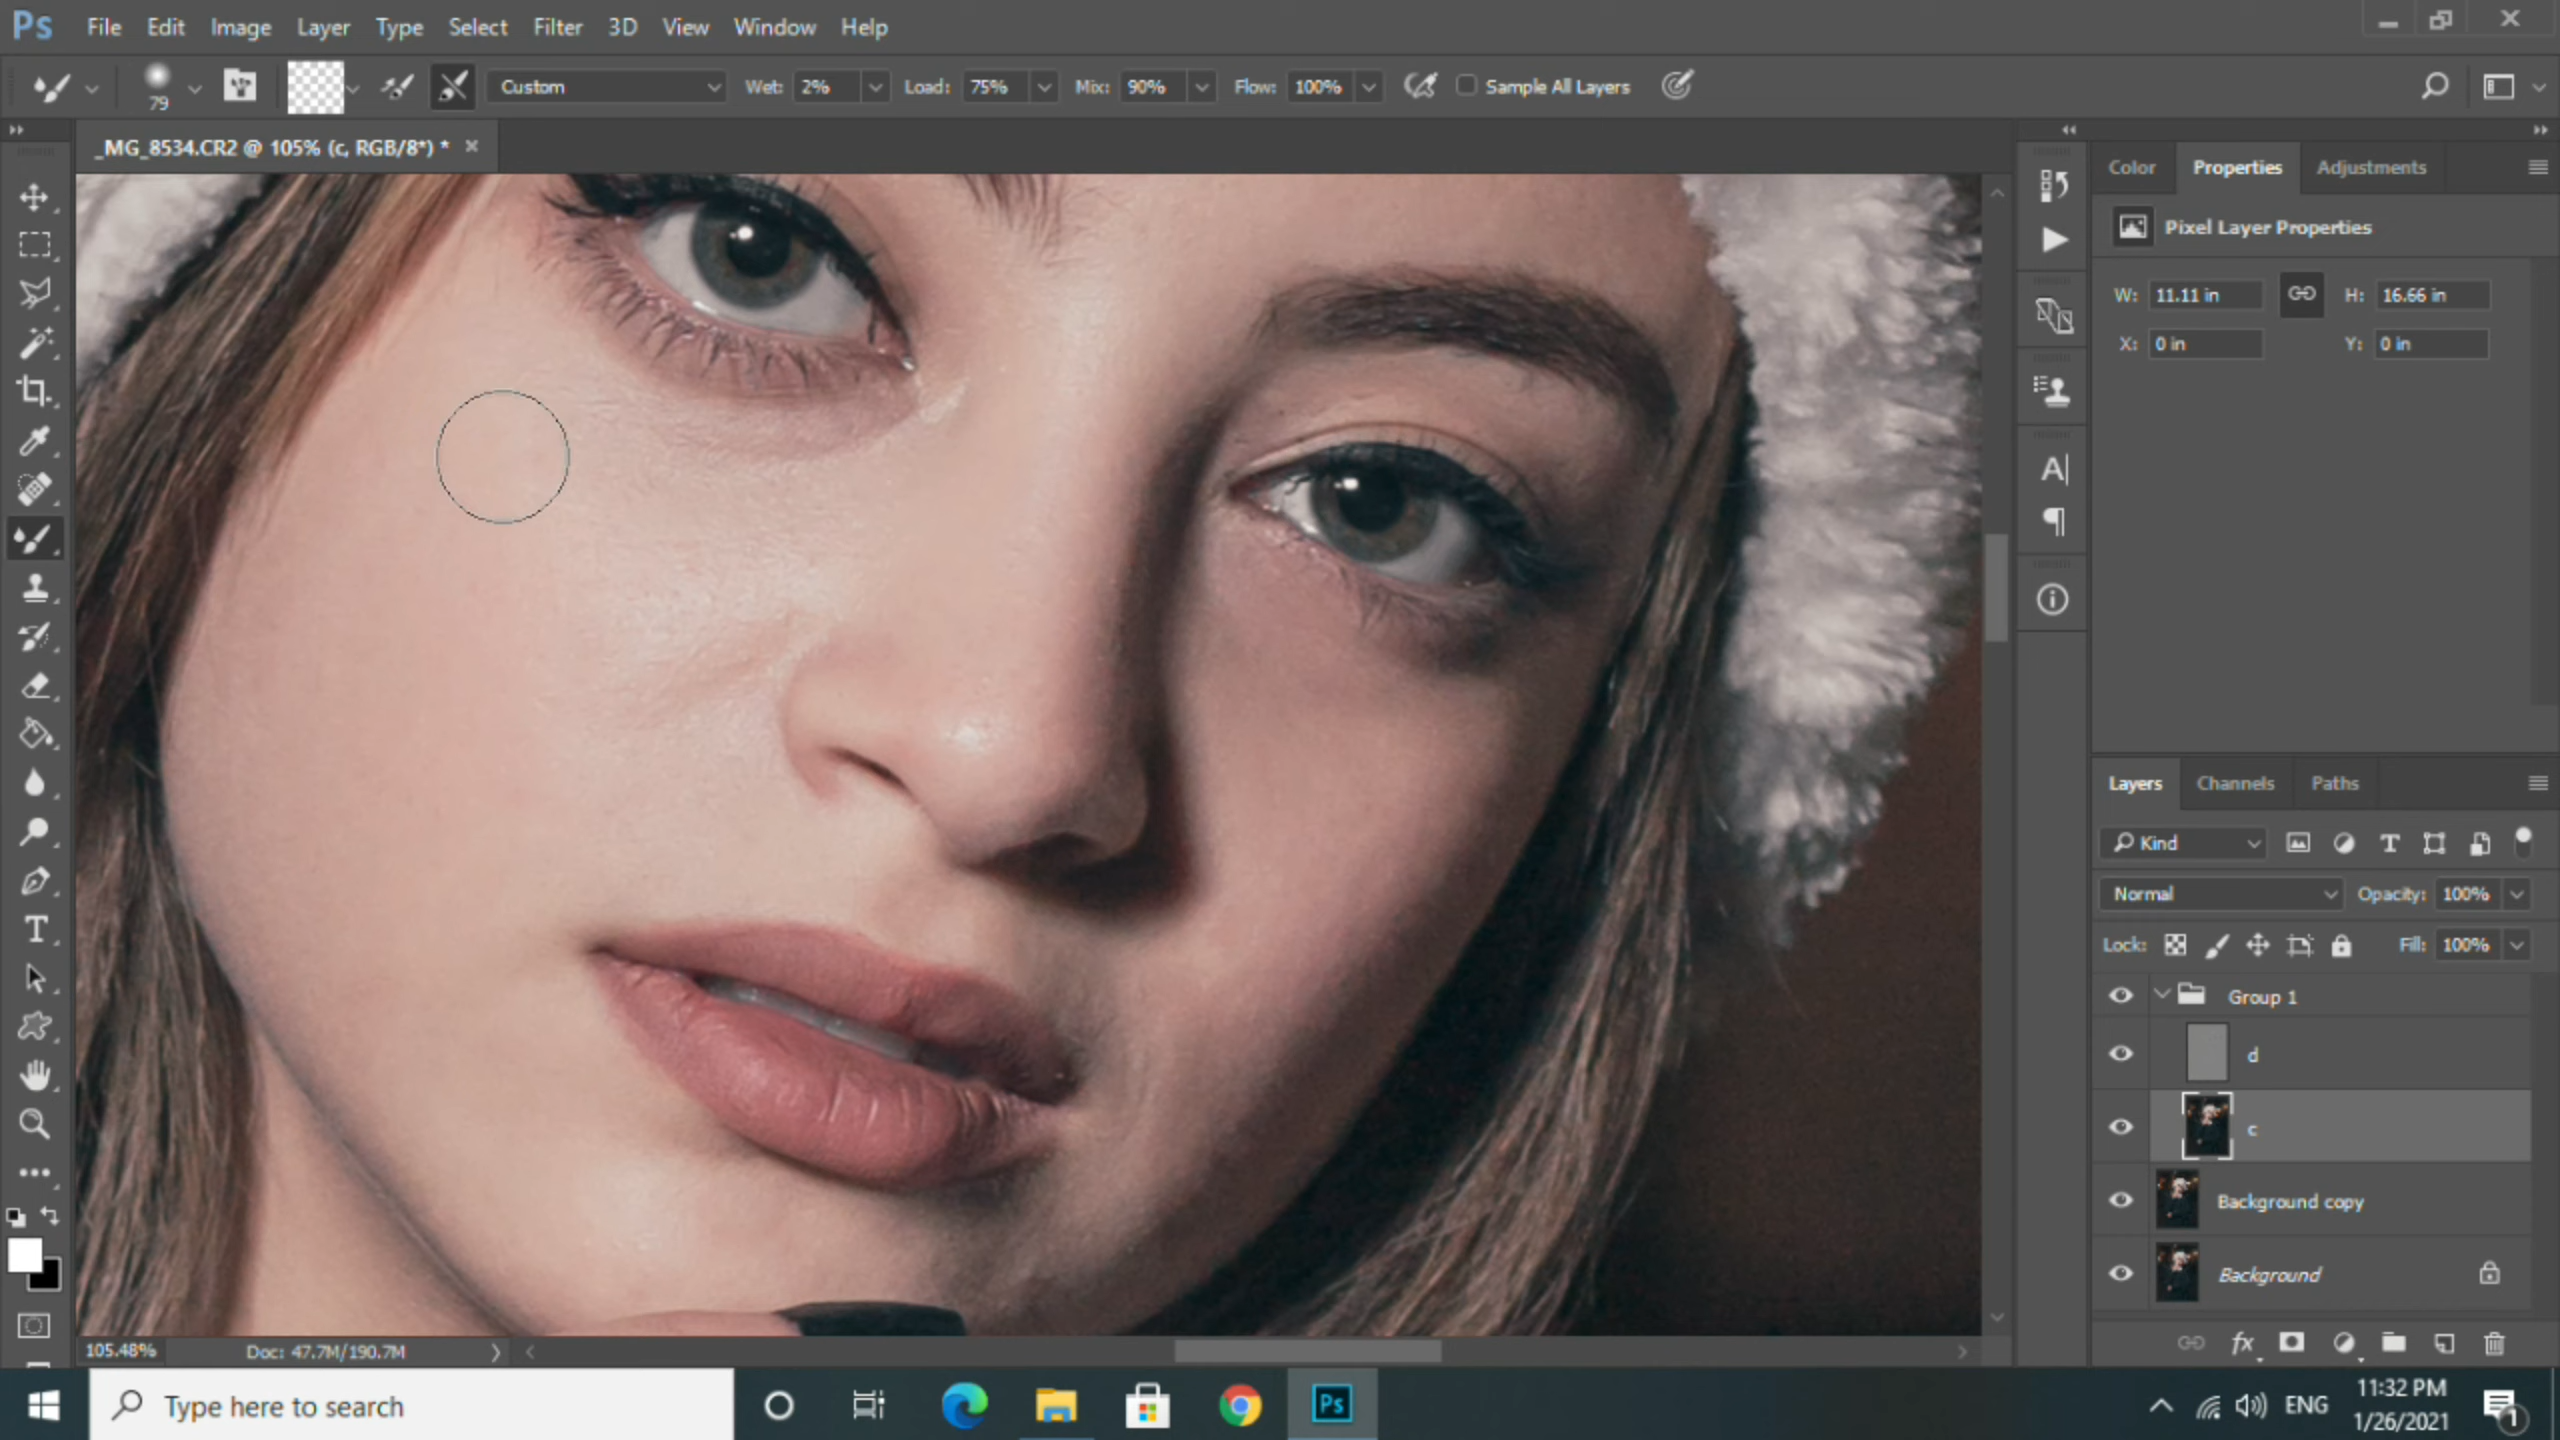 Ps File Edit Image Layer Type Select Filter 3D View Window Help
79 Custom Wet: 2% Load: 75% Mix: 90% Flow: 100% Sample All Layers
_MG_8534.CR2 @ 105% (c, RGB/8*) *
Color Properties Adjustments
Pixel Layer Properties
W: 11.11 in H: 16.66 in
X: 0 in Y: 0 in
Layers Channels Paths
Kind
Normal Opacity: 100%
Lock: Fill: 100%
Group 1
d
c
Background copy
Background
105.48% Doc: 47.7M/190.7M
Type here to search
Ps
ENG
11:32 PM
1/26/2021
1